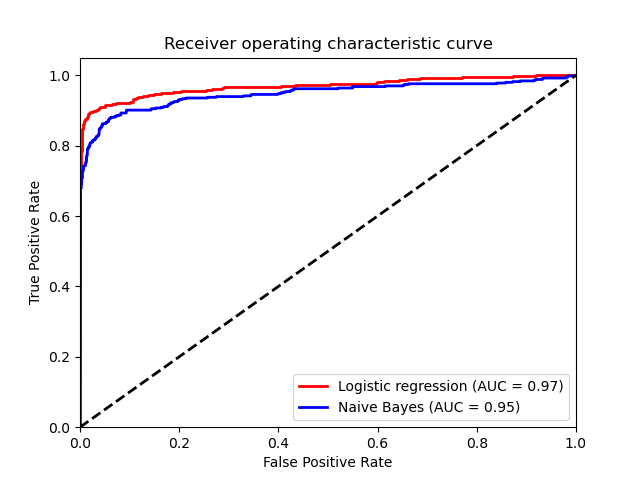 Receiver operating characteristic curve
True Positive Rate
1.0
0.8
0.6
0.4
0.2
0.0
Logistic regression (AUC = 0.97)
Naive Bayes (AUC = 0.95)
0.0 0.2 0.4 0.6 0.8 1.0
False Positive Rate